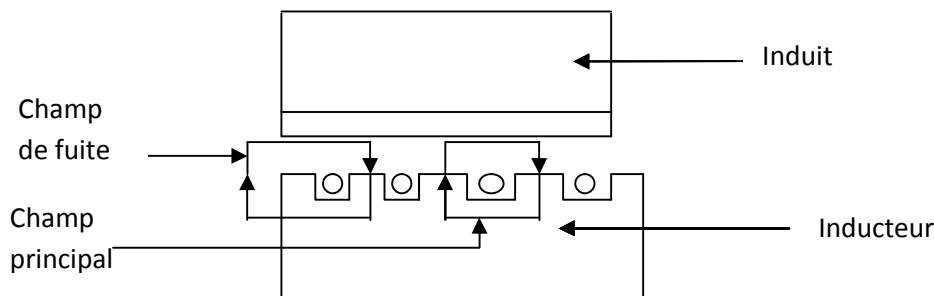 Induit
Champ
de fuite
Champ
principal
Inducteur